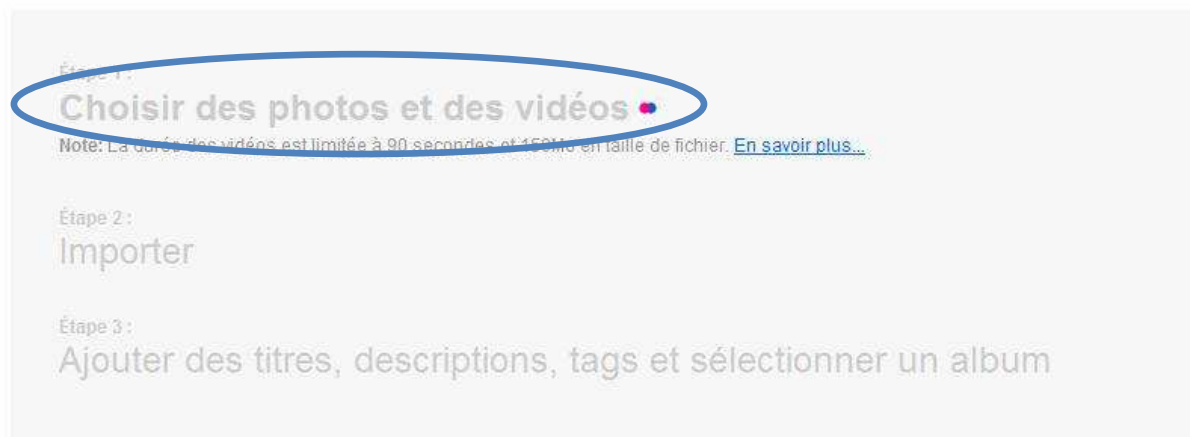 Étape 1 :
Choisir des photos et des vidéos
Note: La durée des vidéos est limitée à 90 secondes et 150Mo en taille de fichier. En savoir plus...
Étape 2 :
Importer
Étape 3 :
Ajouter des titres, descriptions, tags et sélectionner un album